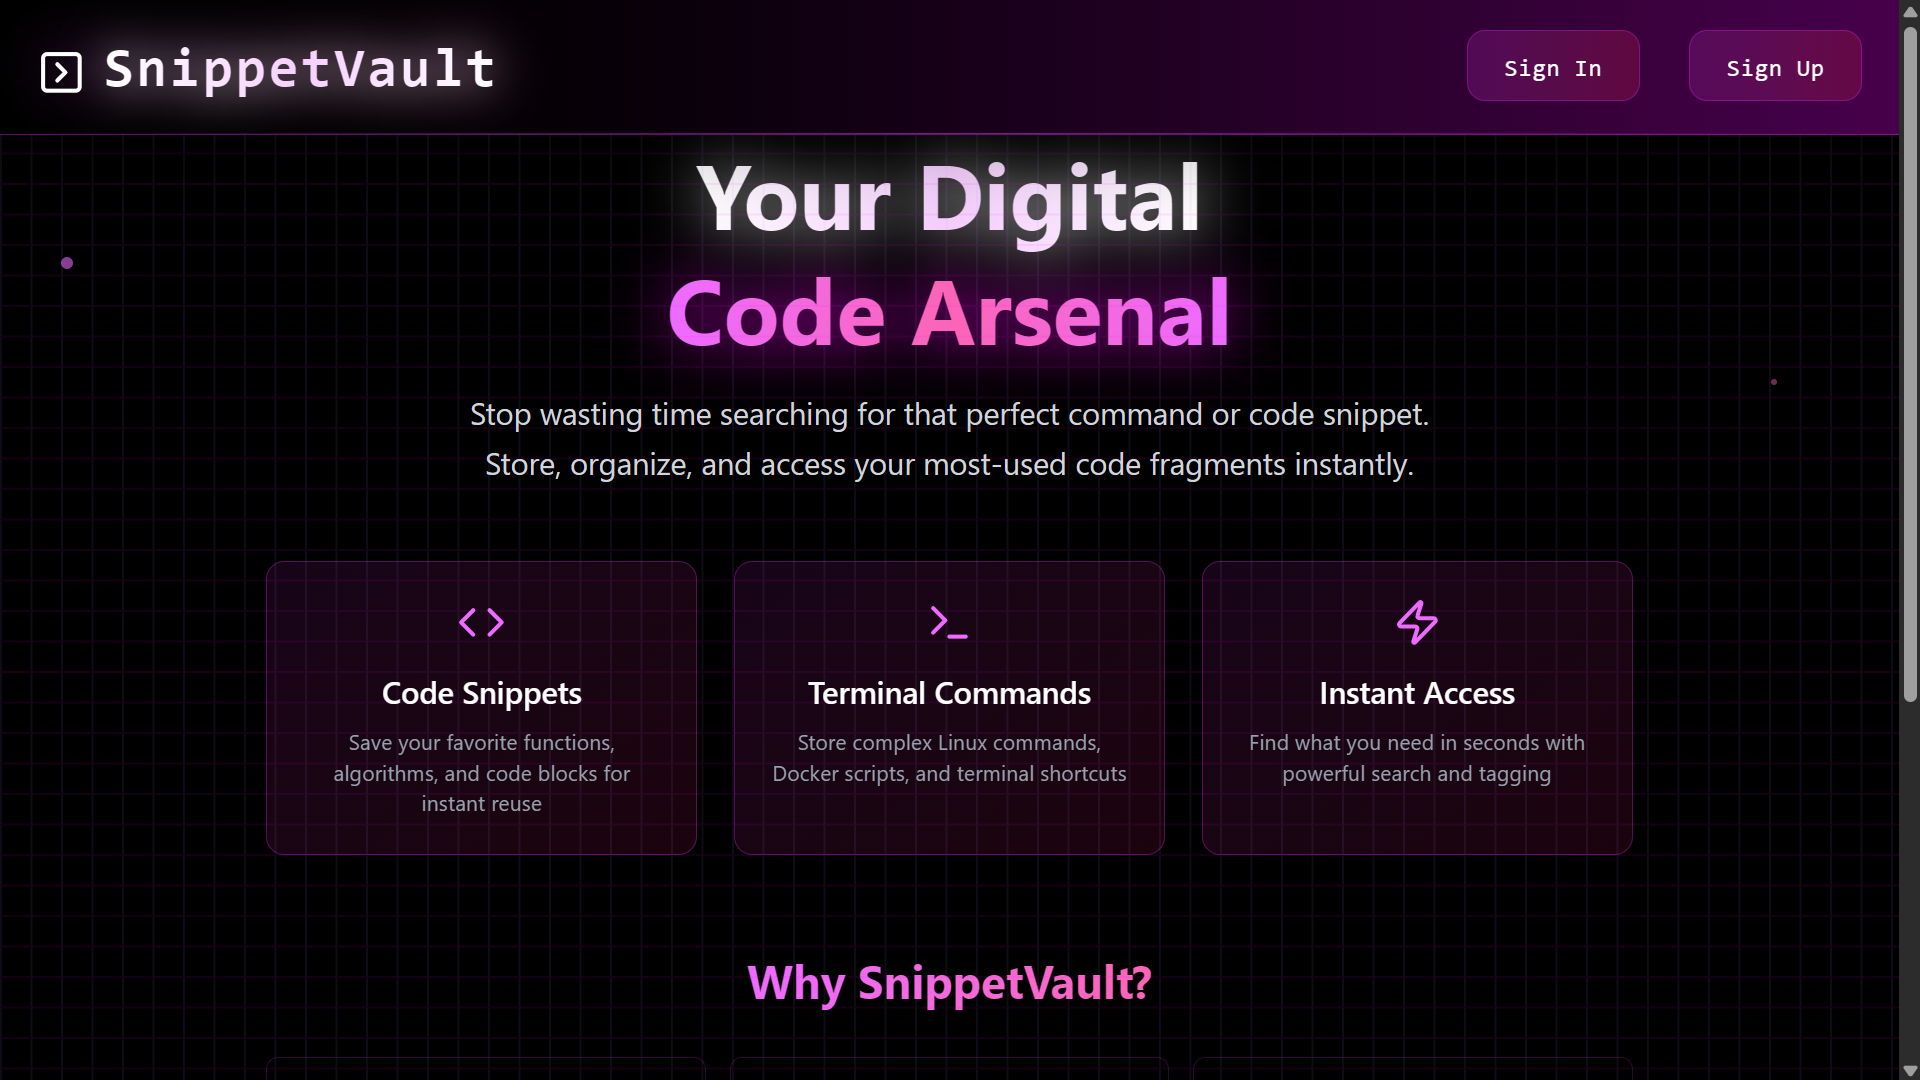 SnippetVault
Sign In
Sign Up
Your Digital
Code Arsenal
Stop wasting time searching for that perfect command or code snippet.
Store, organize, and access your most-used code fragments instantly.
Code Snippets
Save your favorite functions,
algorithms, and code blocks for
instant reuse
Terminal Commands
Store complex Linux commands,
Docker scripts, and terminal shortcuts
Instant Access
Find what you need in seconds with
powerful search and tagging
Why SnippetVault?